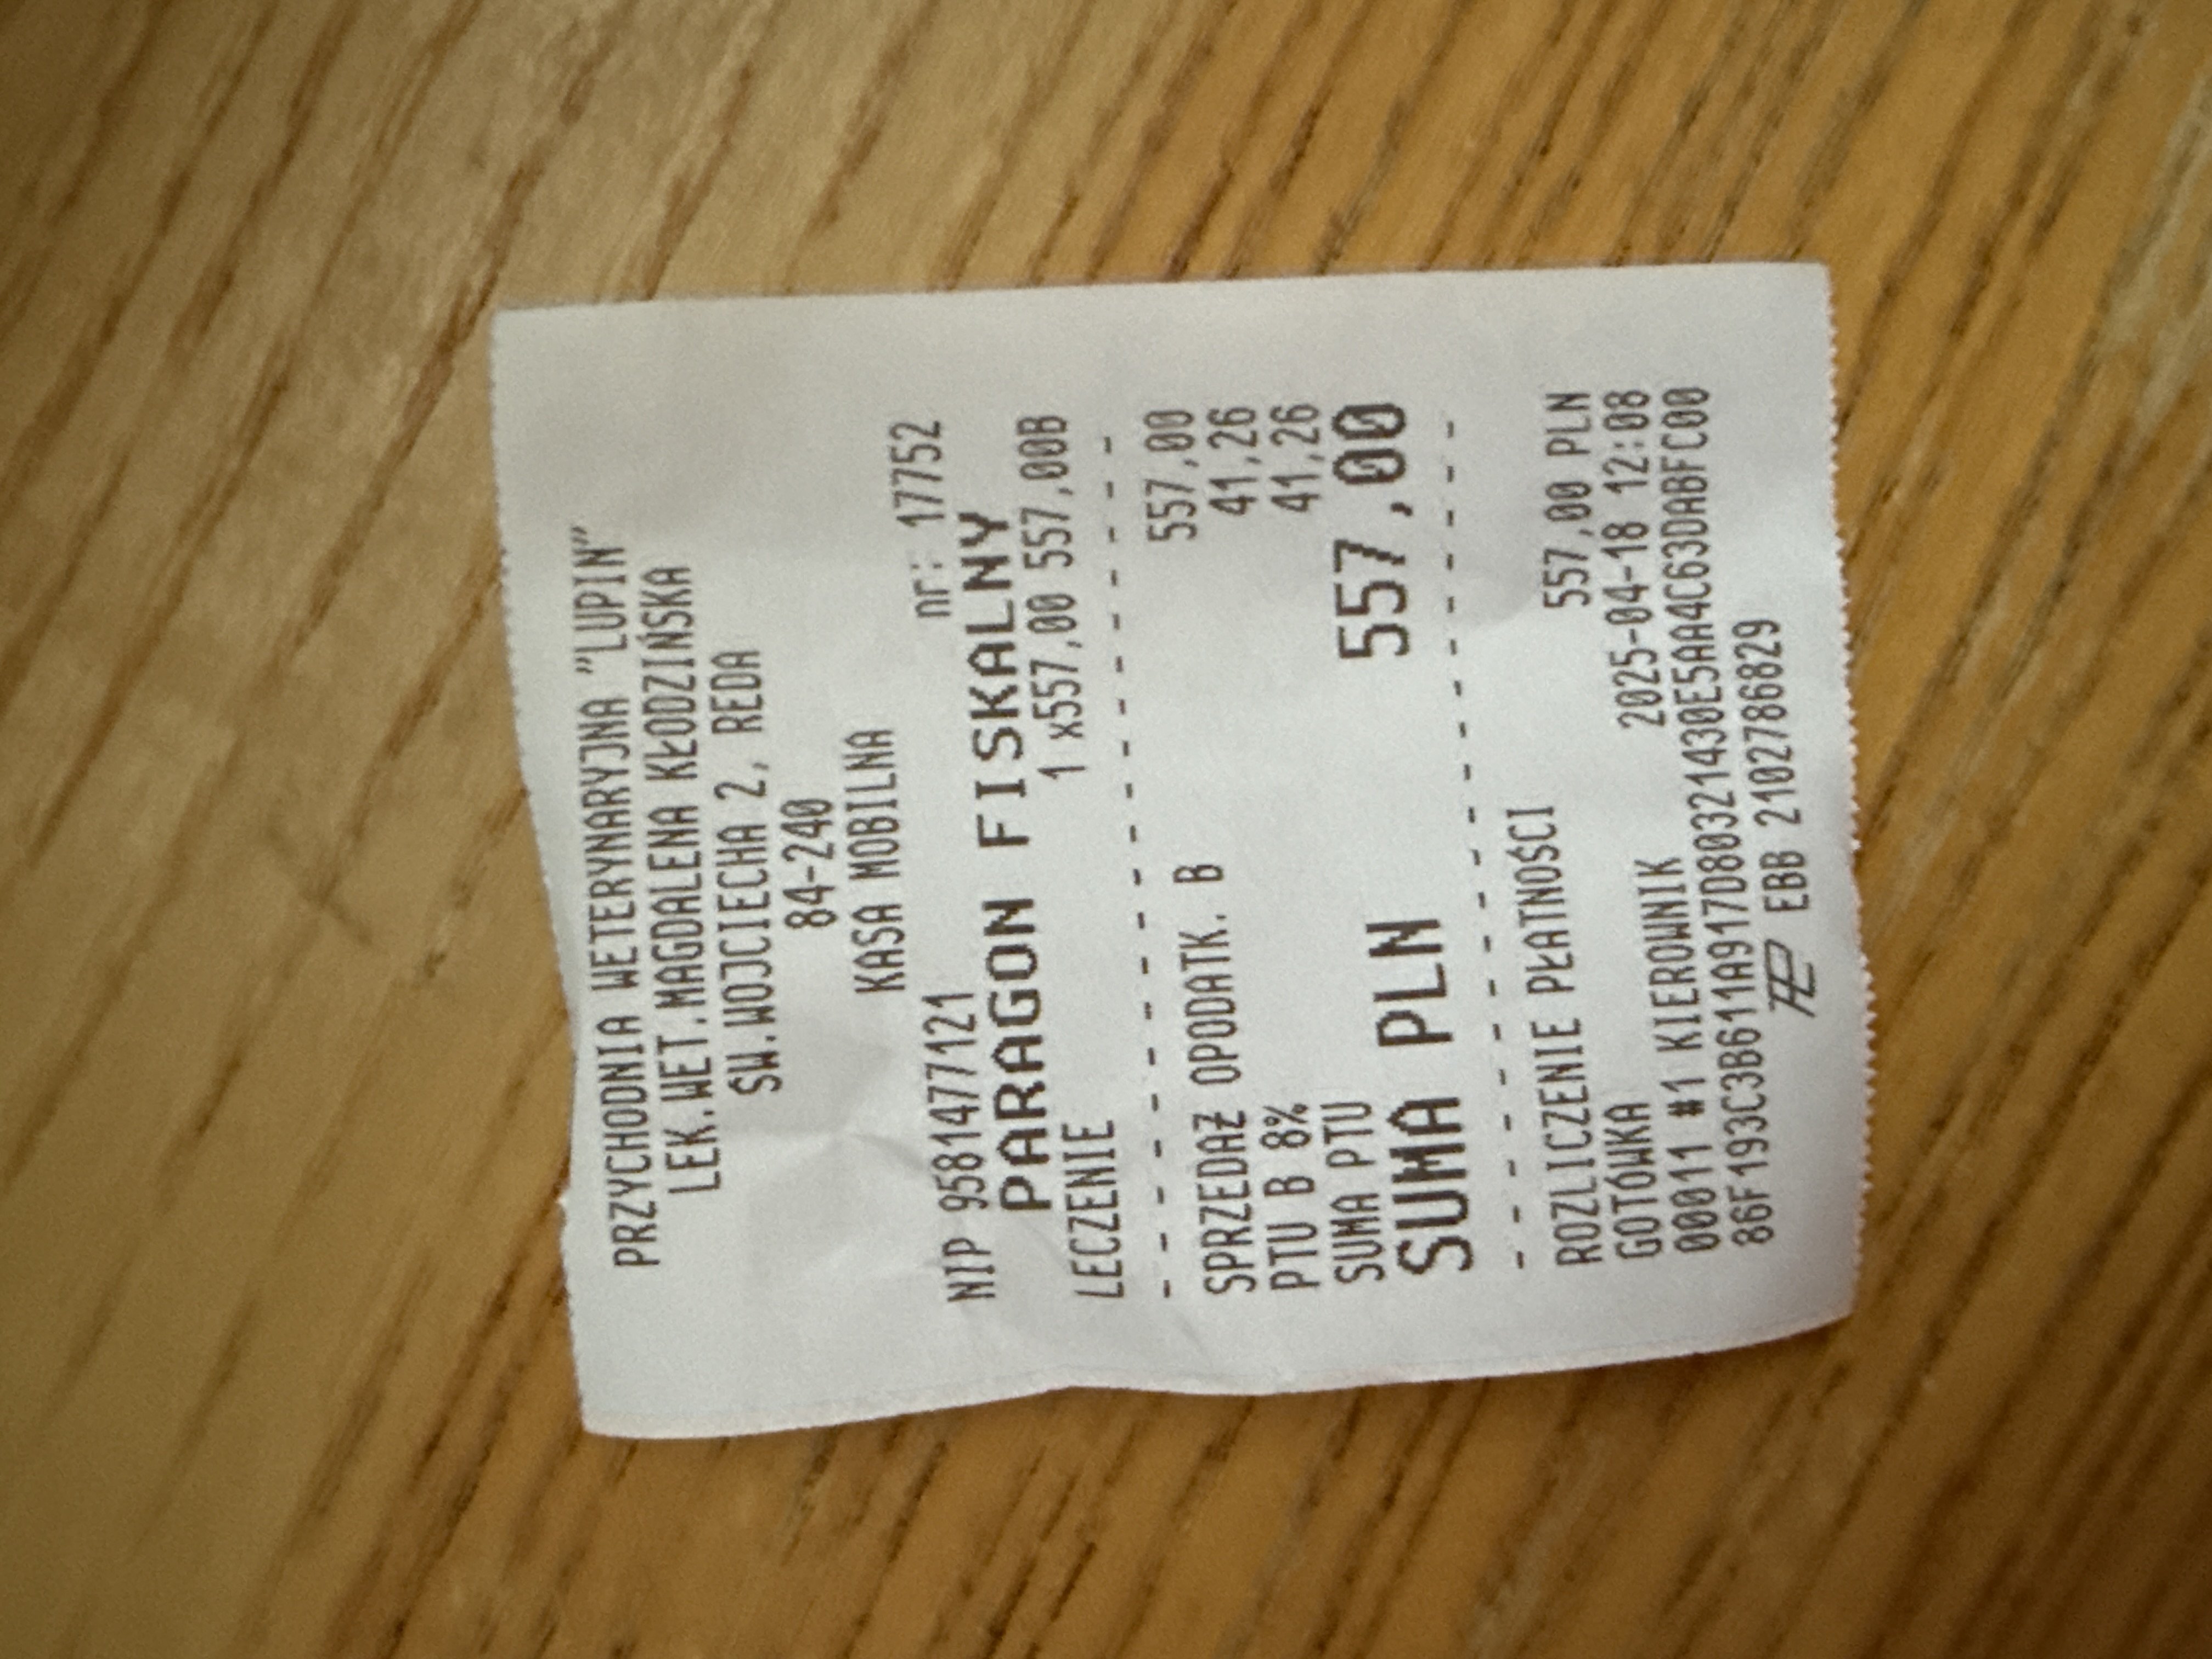 PRZYCHODNIA WETERYNARYJNA "LUPIN"
LEK.WET.MAGDALENA KŁODZIŃSKA
ŚW.WOJCIECHA 2, REDA
84-240
KASA MOBILNA
NIP 9581477121 nr: 17752
PARAGON FISKALNY
LECZENIE 1 x557,00 557,00B
SPRZEDAŻ OPODATK. B 557,00
PTU B 8% 41,26
SUMA PTU 41,26
SUMA PLN 557,00
ROZLICZENIE PŁATNOŚCI
GOTÓWKA 557,00 PLN
00011 #1 KIEROWNIK 2025-04-18 12:08
86F193C3B611A917D8032141430E5AA4C63DABFC00
EBB 2102786829